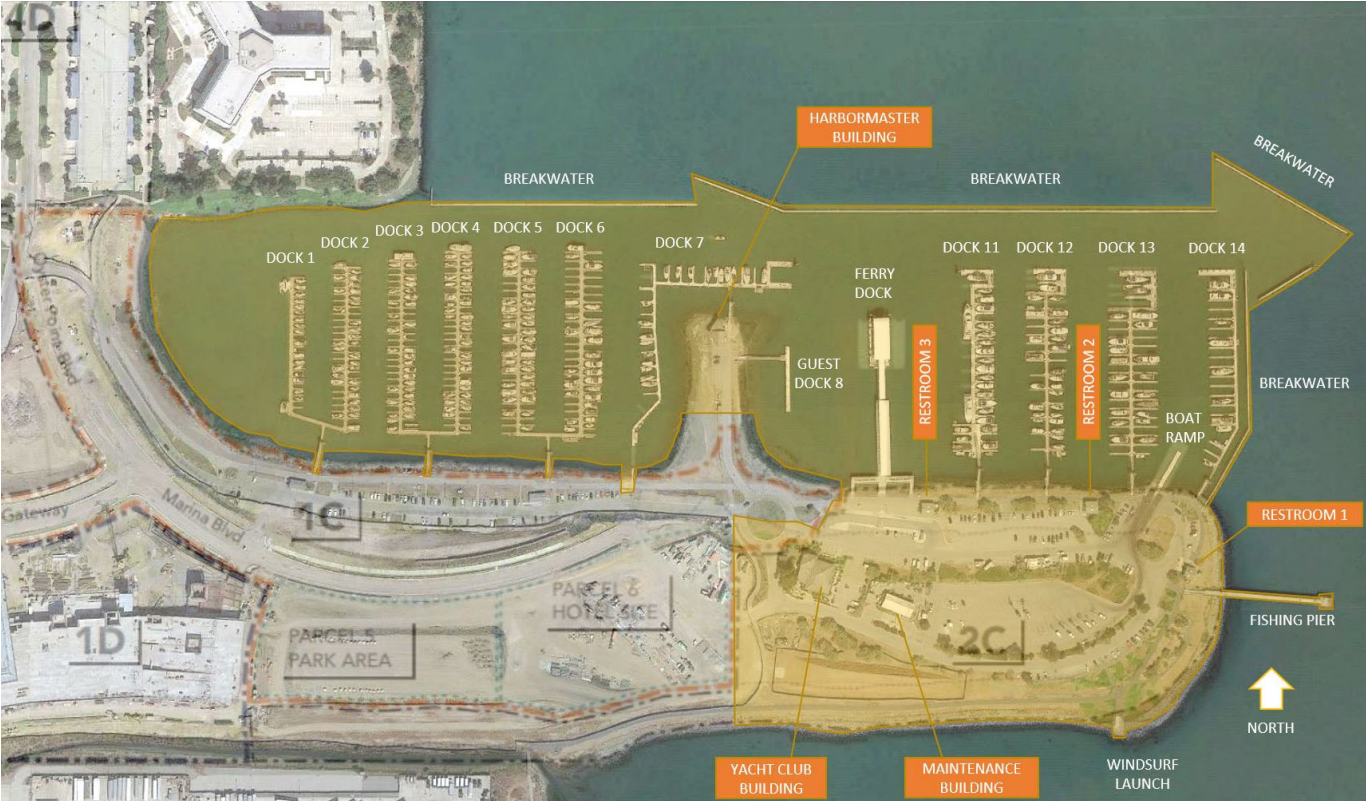 4D
HARBORMASTER
BUILDING
BREAKWATER
BREAKWATER
BREAKWATER
DOCK 1
DOCK 2
DOCK 3
DOCK 4
DOCK 5
DOCK 6
DOCK 7
DOCK 11
DOCK 12
DOCK 13
DOCK 14
FERRY
DOCK
RESTROOM 3
RESTROOM 2
GUEST
DOCK 8
BREAKWATER
BOAT
RAMP
Blvd
Gateway
Marina Blvd
1C
RESTROOM 1
PARCEL 6
HOTEL SITE
1D
PARCEL 5
PARK AREA
2C
FISHING PIER
NORTH
YACHT CLUB
BUILDING
MAINTENANCE
BUILDING
WINDSURF
LAUNCH